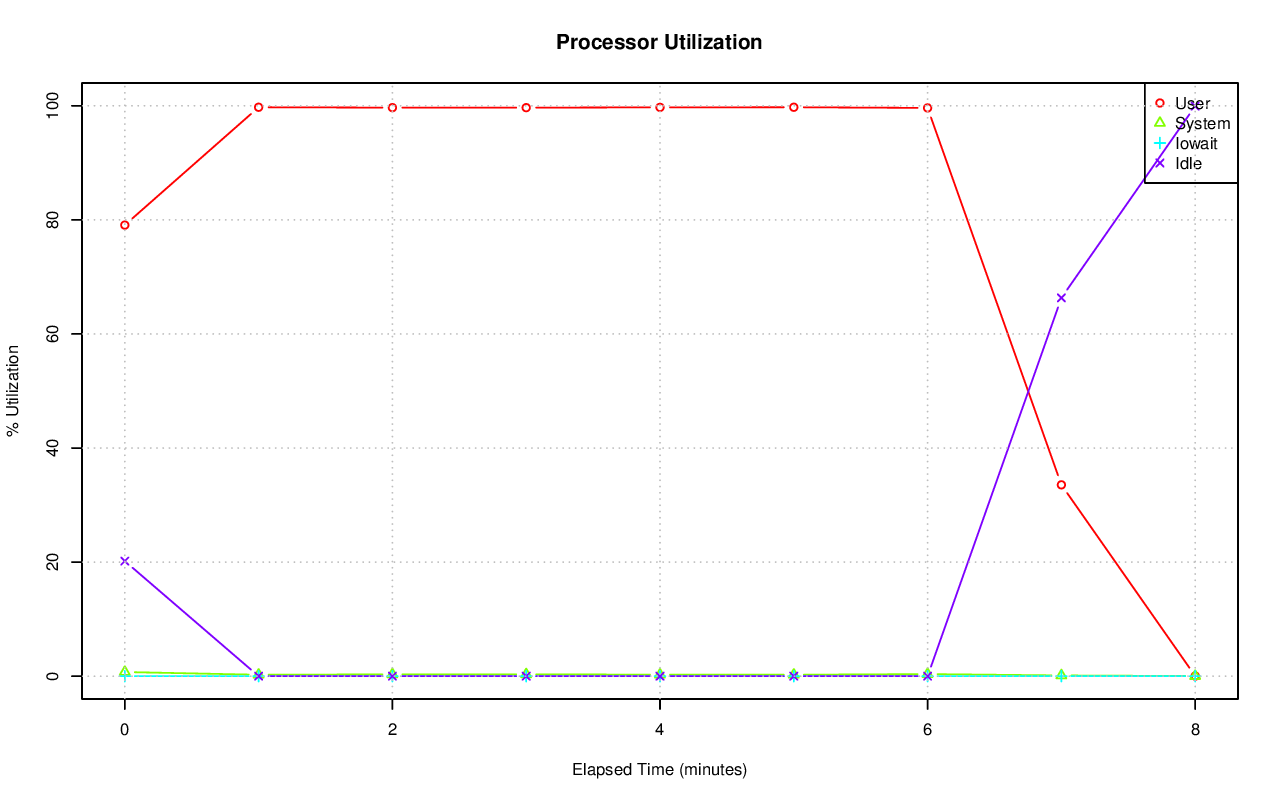 Processor Utilization
100
80
60
40
20
0
% Utilization
User
System
Iowait
Idle
0 2 4 6 8
Elapsed Time (minutes)